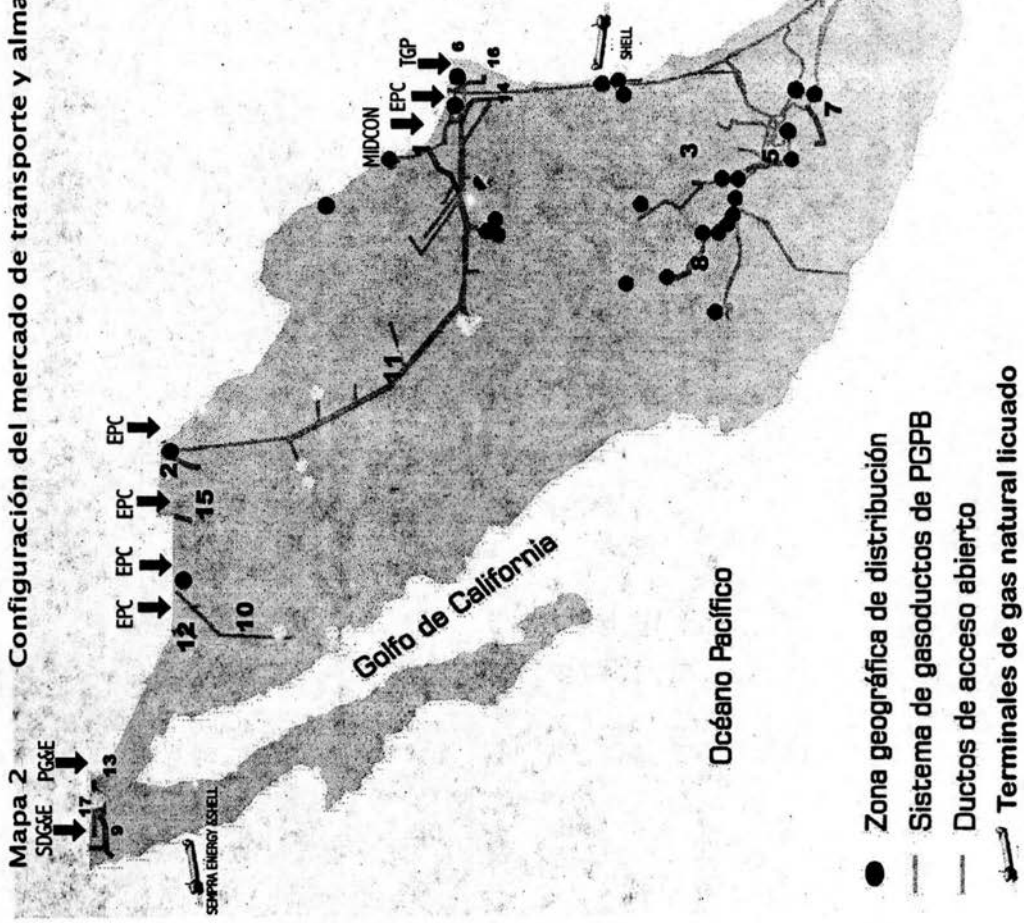 Mapa 2 Configuración del mercado de transporte y alma
SDG&E
PG&E
17
13
9
SEMPRA ENERGY &SHELL
EPC
EPC
EPC
EPC
12
10
15
2
11
Golfo de California
MIDCON
EPC
TGP
6
16
14
SHELL
3
5
7
8
Océano Pacífico
Zona geográfica de distribución
Sistema de gasoductos de PGPB
Ductos de acceso abierto
Terminales de gas natural licuado